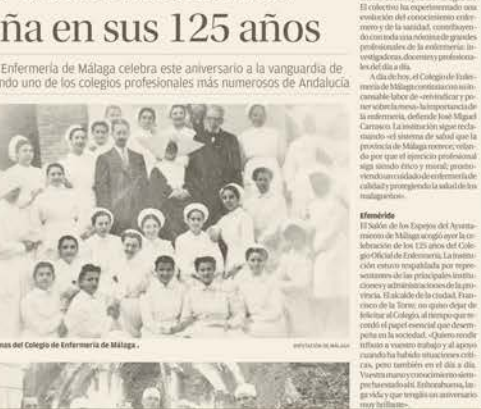 ña en sus 125 años
Enfermería de Málaga celebra este aniversario a la vanguardia de
ndo uno de los colegios profesionales más numerosos de Andalucía
nas del Colegio de Enfermería de Málaga .
DIPUTACIÓN DE MÁLAGA
El colectivo ha experimentado una
evolución del conocimiento enfer-
mero y de la sanidad, contribuyen-
do con toda una nómina de grandes
profesionales de la enfermería: in-
vestigadoras, docentes y profesiona-
les del día a día.
A día de hoy, el Colegio de Enfer-
mería de Málaga continúa con su in-
cansable labor de «reivindicar y po-
ner sobre la mesa» la importancia de
la enfermería, defiende José Miguel
Carrasco. La institución sigue recla-
mando «el sistema de salud que la
provincia de Málaga merece, velan-
do por que el ejercicio profesional
siga siendo ético y moral; promo-
viendo un cuidado de enfermería de
calidad y protegiendo la salud de los
malagueños».
Efeméride
El Salón de los Espejos del Ayunta-
miento de Málaga acogió ayer la ce-
lebración de los 125 años del Cole-
gio Oficial de Enfermería. La institu-
ción estuvo respaldada por repre-
sentantes de las principales institu-
ciones y administraciones de la pro-
vincia. El alcalde de la ciudad, Fran-
cisco de la Torre, no quiso dejar de
felicitar al Colegio, al tiempo que re-
cordó el papel esencial que desem-
peña en la sociedad. «Quiero rendir
tributo a vuestro trabajo y al apoyo
cuando ha habido situaciones críti-
cas, pero también en el día a día.
Vuestra mano y conocimiento siem-
pre ha estado ahí. Enhorabuena, lar-
ga vida y que tengáis un aniversario
muy brillante».